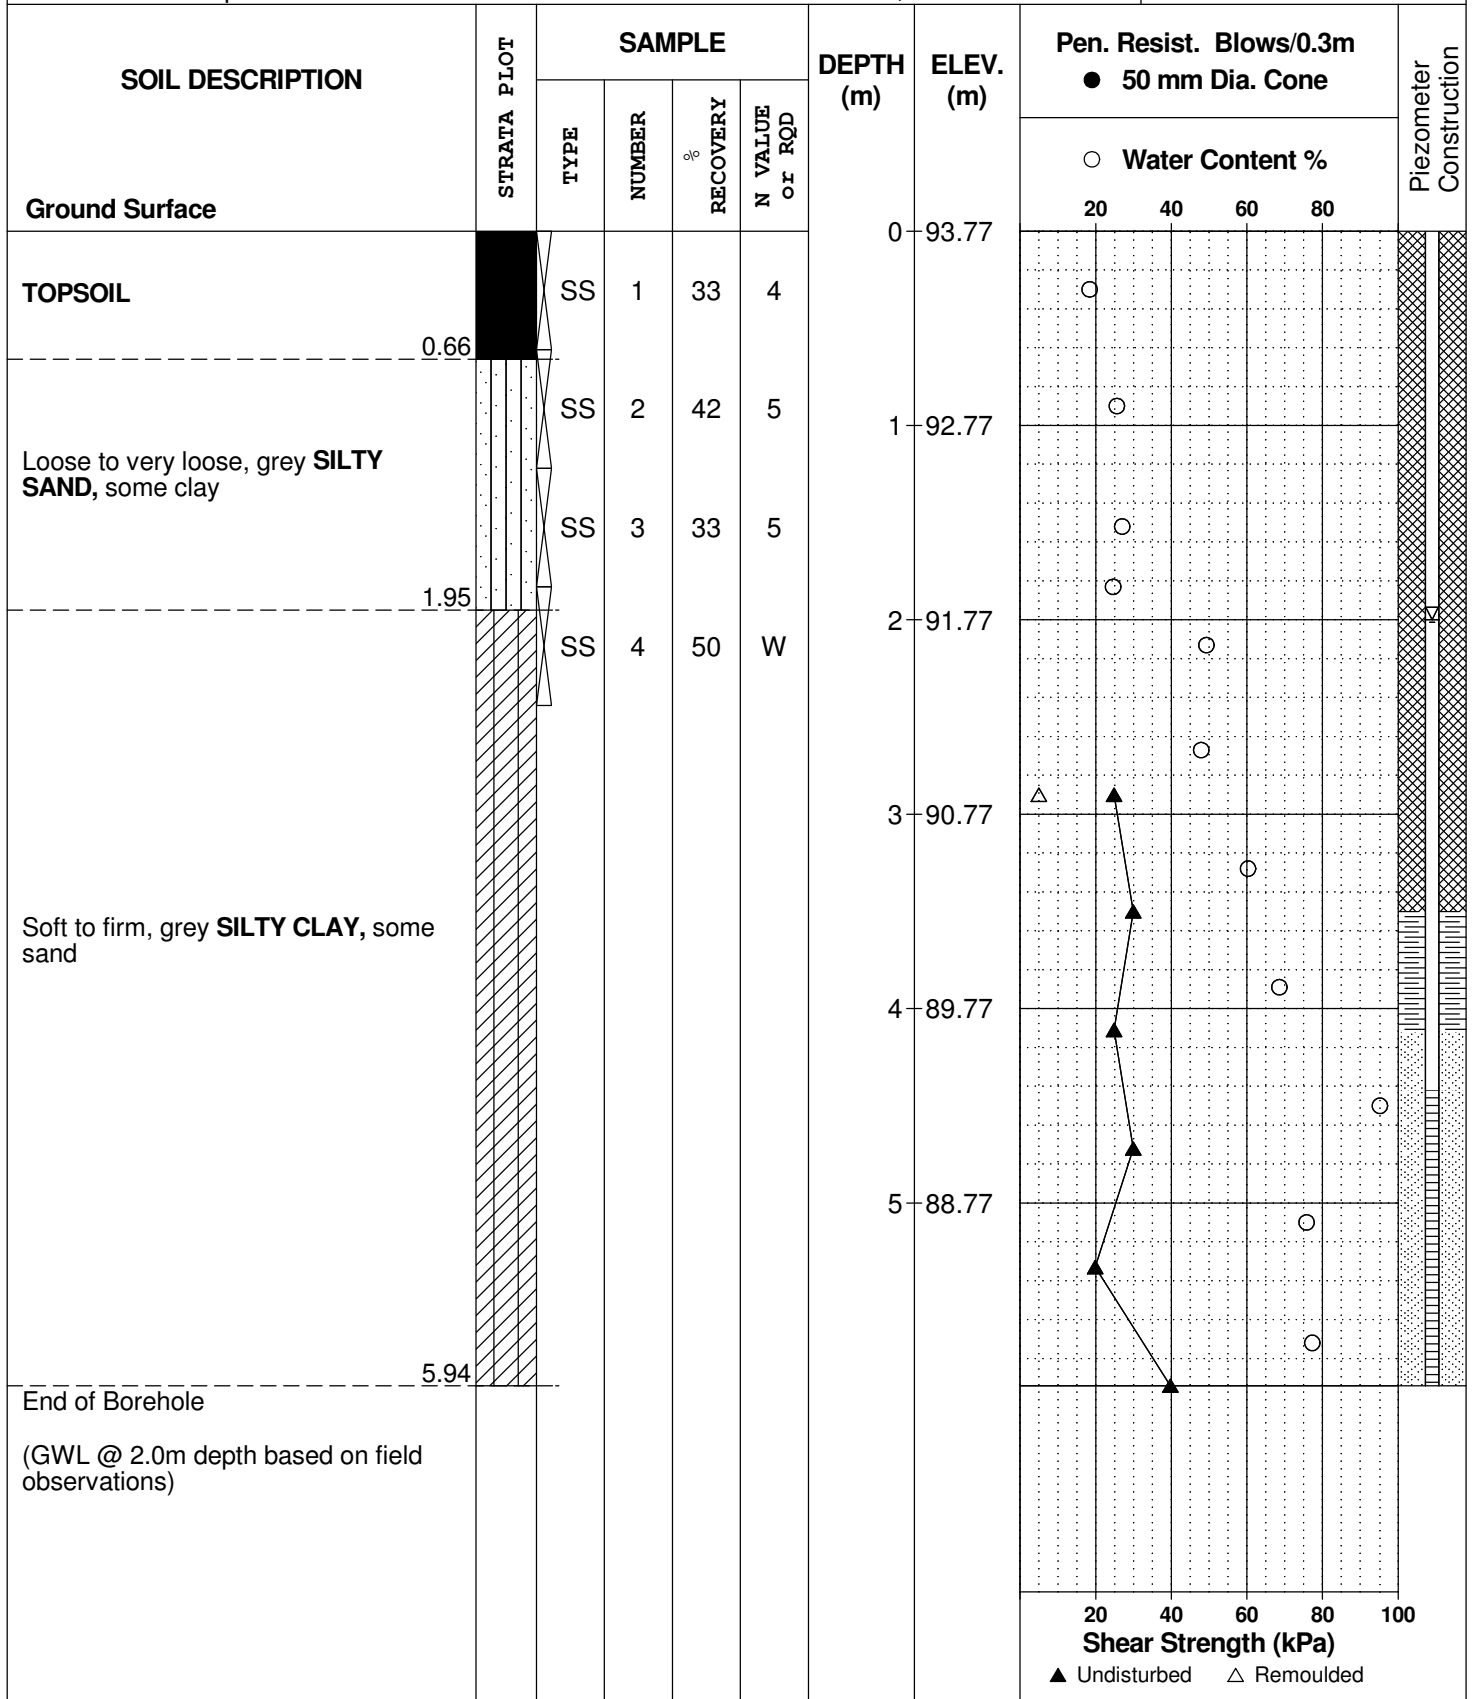 SOIL DESCRIPTION
Ground Surface
STRATA PLOT
SAMPLE
TYPE
NUMBER
% RECOVERY
N VALUE or RQD
DEPTH (m)
ELEV. (m)
Pen. Resist. Blows/0.3m
● 50 mm Dia. Cone
○ Water Content %
20 40 60 80
Piezometer Construction
0 93.77
TOPSOIL
SS 1 33 4
0.66
SS 2 42 5
1 92.77
Loose to very loose, grey SILTY
SAND, some clay
SS 3 33 5
1.95
2 91.77
SS 4 50 W
3 90.77
Soft to firm, grey SILTY CLAY, some
sand
4 89.77
5 88.77
5.94
End of Borehole
(GWL @ 2.0m depth based on field
observations)
20 40 60 80 100
Shear Strength (kPa)
▲ Undisturbed △ Remoulded